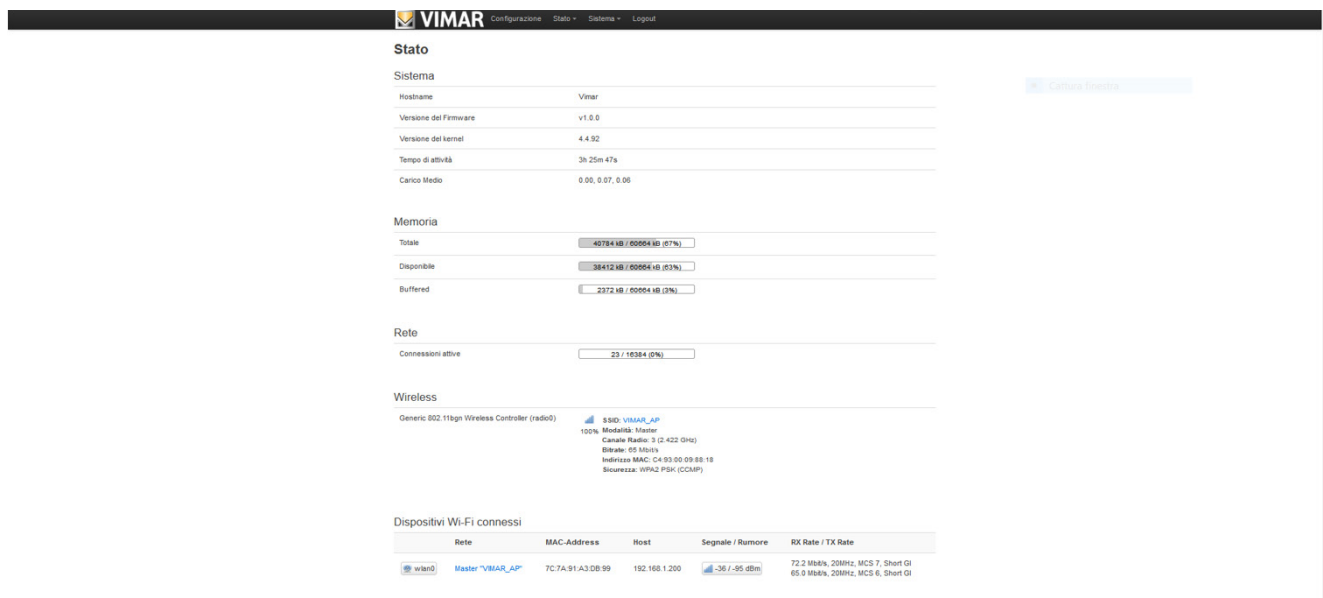 VIMAR Configurazione Stato Sistema Logout
Stato
Sistema
Hostname Vimar
Versione del Firmware v1.0.0
Versione del kernel 4.4.92
Tempo di attività 3h 25m 47s
Carico Medio 0.00, 0.07, 0.06
Memoria
Totale 40784 kB / 60664 kB (67%)
Disponibile 38412 kB / 60664 kB (63%)
Buffered 2372 kB / 60664 kB (3%)
Rete
Connessioni attive 23 / 16384 (0%)
Wireless
Generic 802.11bgn Wireless Controller (radio0) SSID: VIMAR_AP
100% Modalità: Master
Canale Radio: 3 (2.422 GHz)
Bitrate: 65 Mbit/s
Indirizzo MAC: C4:93:00:09:88:18
Sicurezza: WPA2 PSK (CCMP)
Dispositivi Wi-Fi connessi
Rete MAC-Address Host Segnale / Rumore RX Rate / TX Rate
wlan0 Master "VIMAR_AP" 7C:7A:91:A3:DB:99 192.168.1.200 -36 / -95 dBm 72.2 Mbit/s, 20MHz, MCS 7, Short GI
65.0 Mbit/s, 20MHz, MCS 6, Short GI